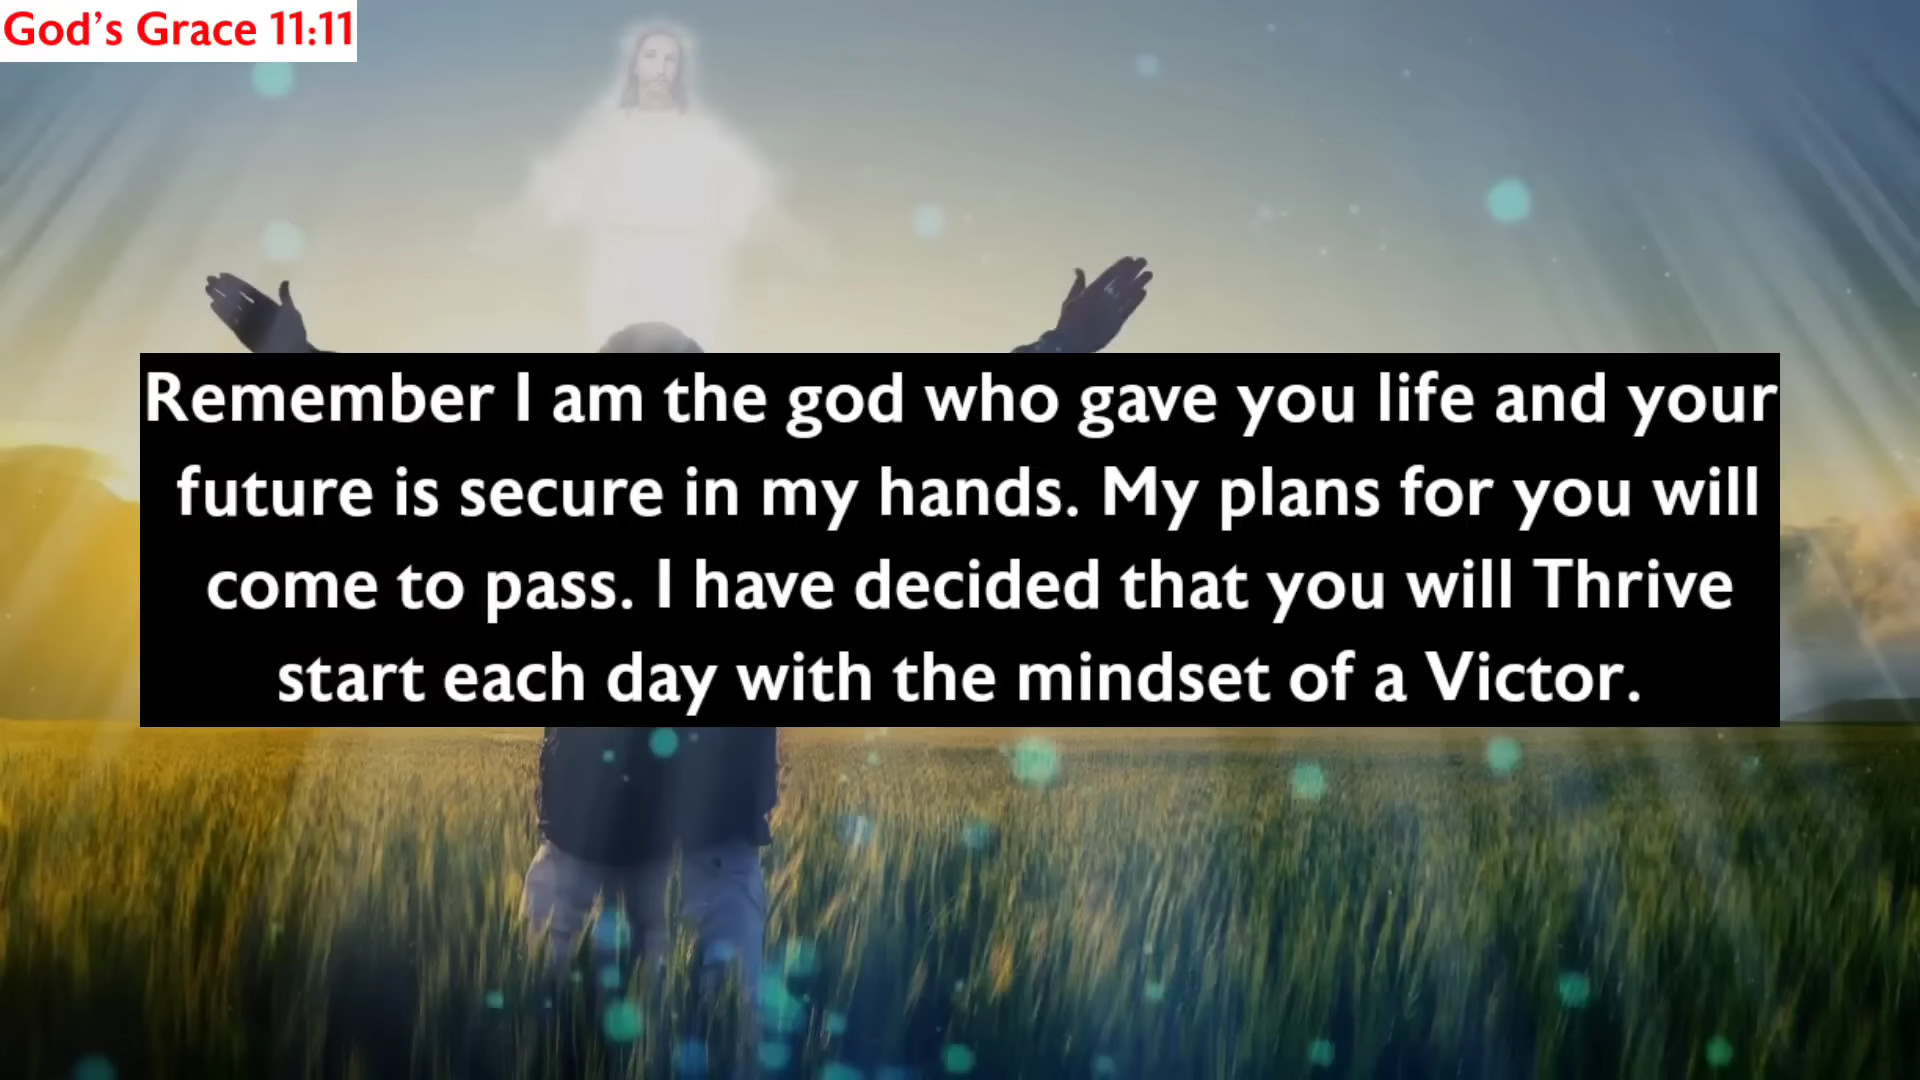 God's Grace 11:11
Remember I am the god who gave you life and your
future is secure in my hands. My plans for you will
come to pass. I have decided that you will Thrive
start each day with the mindset of a Victor.